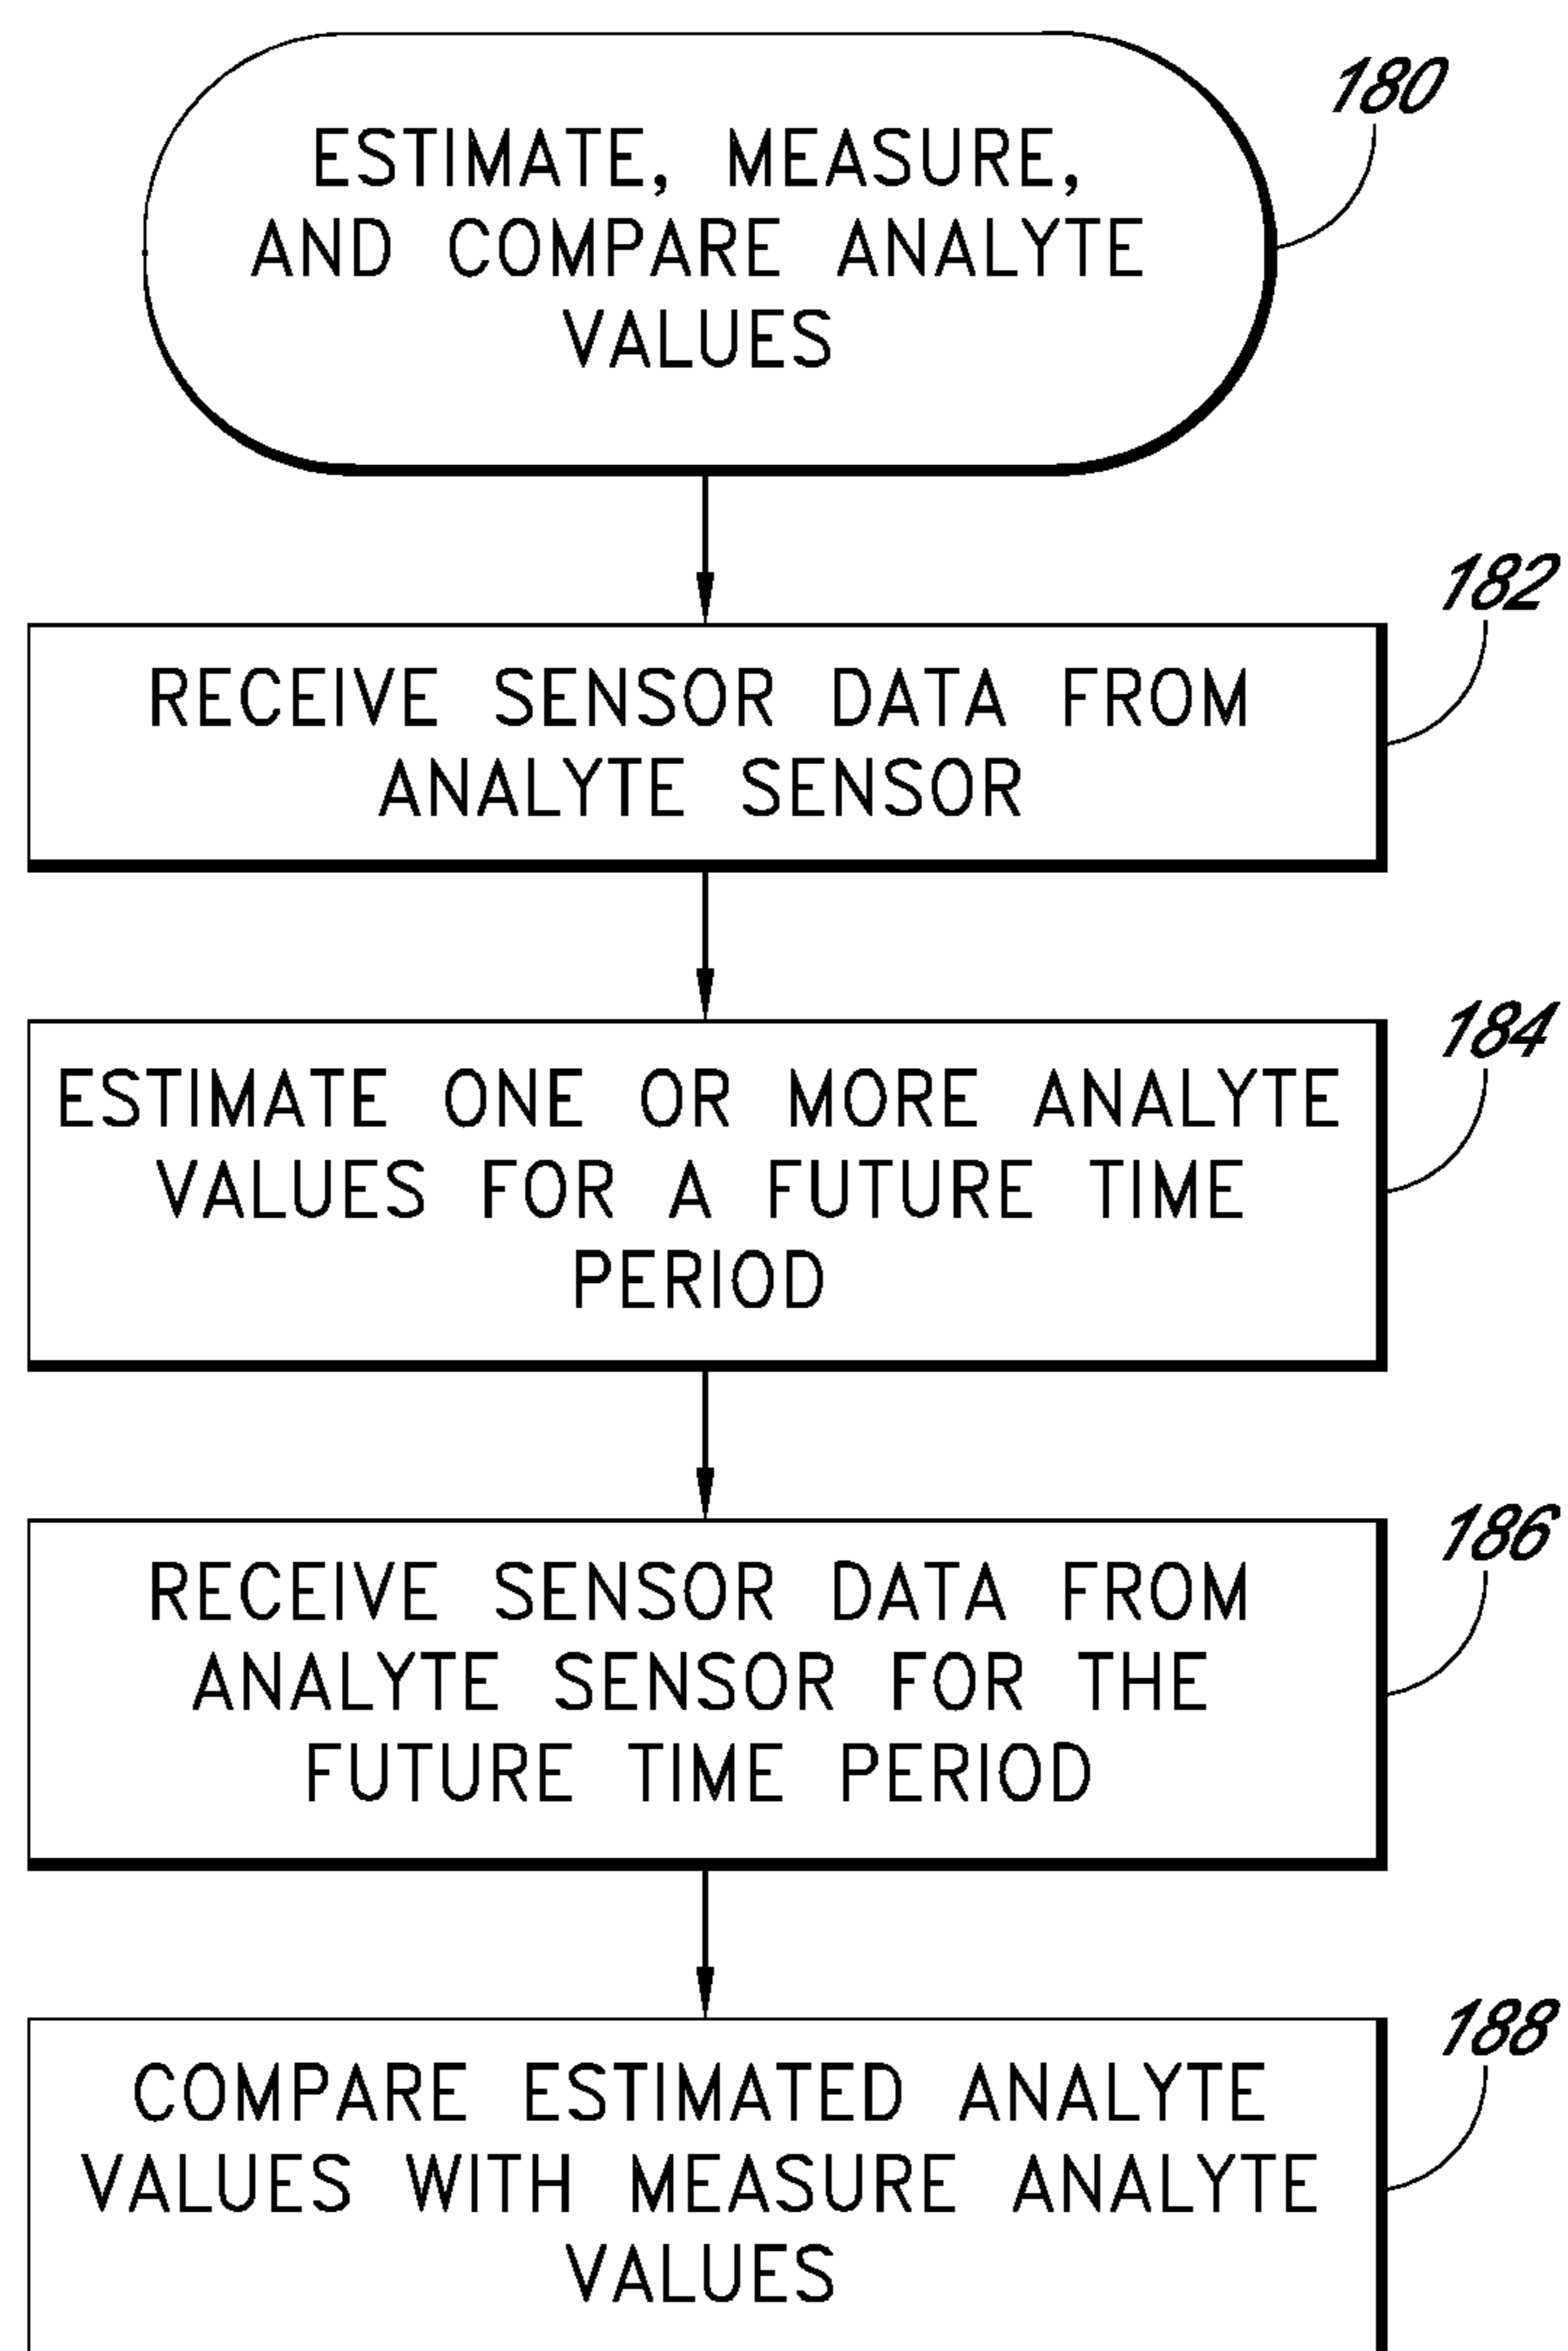 180
ESTIMATE, MEASURE,
AND COMPARE ANALYTE
VALUES
182
RECEIVE SENSOR DATA FROM
ANALYTE SENSOR
184
ESTIMATE ONE OR MORE ANALYTE
VALUES FOR A FUTURE TIME
PERIOD
186
RECEIVE SENSOR DATA FROM
ANALYTE SENSOR FOR THE
FUTURE TIME PERIOD
188
COMPARE ESTIMATED ANALYTE
VALUES WITH MEASURE ANALYTE
VALUES